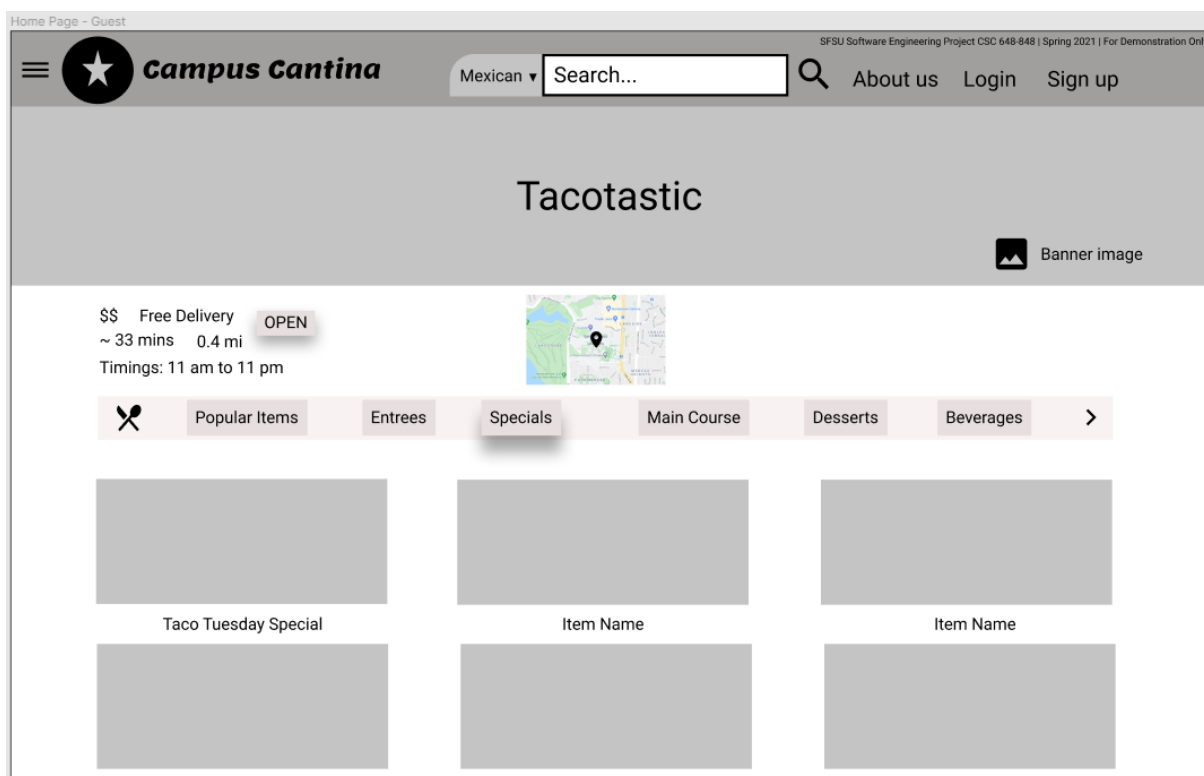 Home Page - Guest
SFSU Software Engineering Project CSC 648-848 | Spring 2021 | For Demonstration Onl
Campus Cantina
Mexican ▾
Search...
About us
Login
Sign up
Tacotastic
Banner image
$$ Free Delivery
OPEN
~ 33 mins 0.4 mi
Timings: 11 am to 11 pm
Popular Items
Entrees
Specials
Main Course
Desserts
Beverages
Taco Tuesday Special
Item Name
Item Name